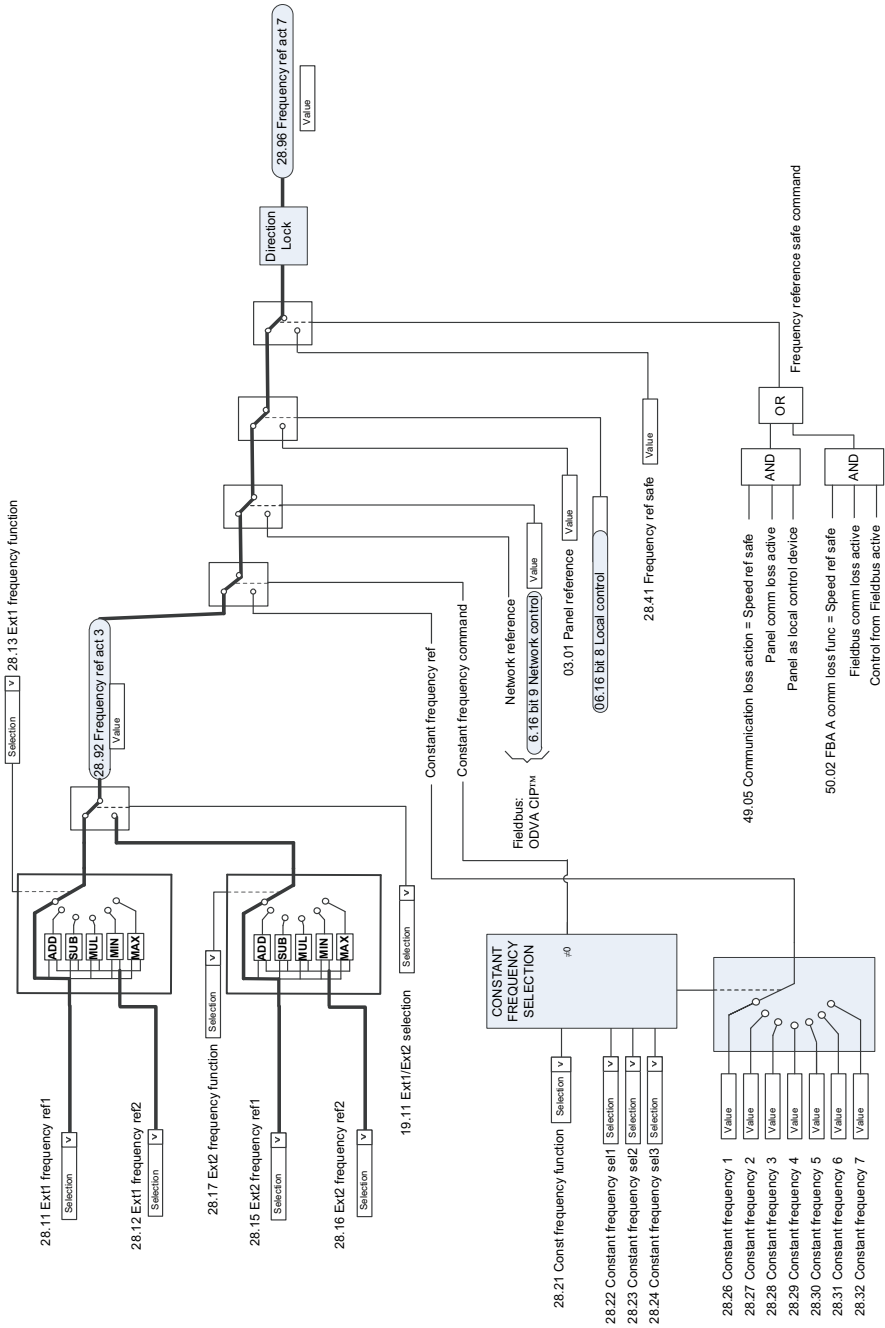 28.11 Ext1 frequency ref1
Selection v
28.12 Ext1 frequency ref2
Selection v
28.13 Ext1 frequency function
Selection v
ADD
SUB
MUL
MIN
MAX
28.17 Ext2 frequency function
Selection v
28.15 Ext2 frequency ref1
Selection v
28.16 Ext2 frequency ref2
Selection v
ADD
SUB
MUL
MIN
MAX
19.11 Ext1/Ext2 selection
Selection v
28.92 Frequency ref act 3
Value
28.21 Const frequency function
Selection v
28.22 Constant frequency sel1
Selection v
28.23 Constant frequency sel2
Selection v
28.24 Constant frequency sel3
Selection v
CONSTANT
FREQUENCY
SELECTION
≠0
28.26 Constant frequency 1
Value
28.27 Constant frequency 2
Value
28.28 Constant frequency 3
Value
28.29 Constant frequency 4
Value
28.30 Constant frequency 5
Value
28.31 Constant frequency 6
Value
28.32 Constant frequency 7
Value
Constant frequency ref
Constant frequency command
Fieldbus:
ODVA CIP™
Network reference
6.16 bit 9 Network control
Value
03.01 Panel reference
Value
06.16 bit 8 Local control
28.41 Frequency ref safe
Value
49.05 Communication loss action = Speed ref safe
Panel comm loss active
Panel as local control device
AND
50.02 FBA A comm loss func = Speed ref safe
Fieldbus comm loss active
Control from Fieldbus active
AND
OR
Frequency reference safe command
Direction
Lock
28.96 Frequency ref act 7
Value